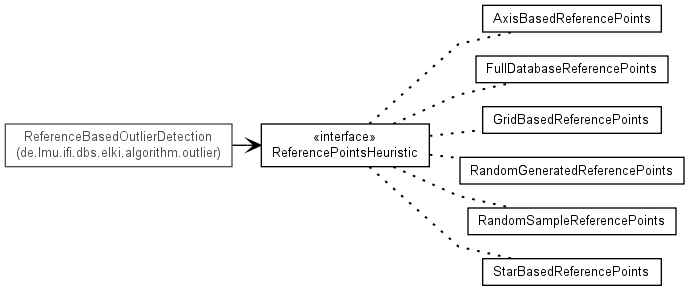 AxisBasedReferencePoints
FullDatabaseReferencePoints
GridBasedReferencePoints
ReferenceBasedOutlierDetection
(de.lmu.ifi.dbs.elki.algorithm.outlier)
«interface»
ReferencePointsHeuristic
RandomGeneratedReferencePoints
RandomSampleReferencePoints
StarBasedReferencePoints